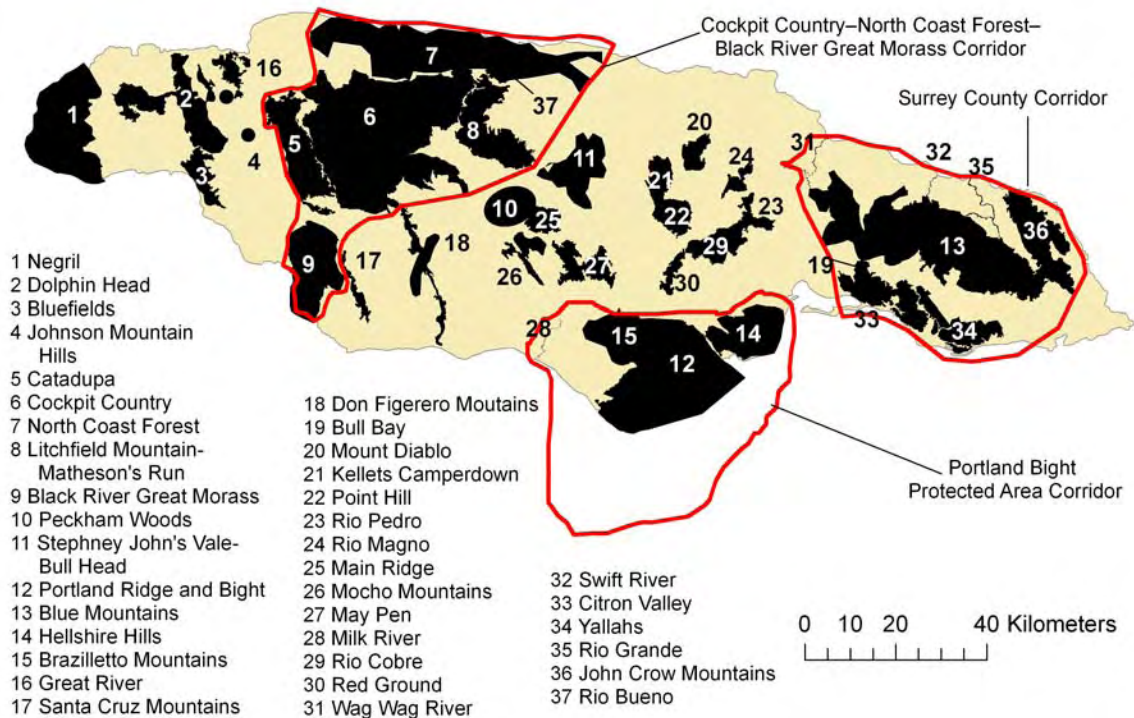 Cockpit Country–North Coast Forest–
Black River Great Morass Corridor
Surrey County Corridor
16
7
37
20
32
31
35
1
2
6
8
5
4
11
24
21
3
10
22
23
36
25
13
9
17
18
29
19
26
27
30
33
28
15
14
34
12
Portland Bight
Protected Area Corridor
1 Negril
2 Dolphin Head
3 Bluefields
4 Johnson Mountain
Hills
5 Catadupa
6 Cockpit Country
7 North Coast Forest
8 Litchfield Mountain-
Matheson's Run
9 Black River Great Morass
10 Peckham Woods
11 Stephney John's Vale-
Bull Head
12 Portland Ridge and Bight
13 Blue Mountains
14 Hellshire Hills
15 Brazilletto Mountains
16 Great River
17 Santa Cruz Mountains
18 Don Figerero Moutains
19 Bull Bay
20 Mount Diablo
21 Kellets Camperdown
22 Point Hill
23 Rio Pedro
24 Rio Magno
25 Main Ridge
26 Mocho Mountains
27 May Pen
28 Milk River
29 Rio Cobre
30 Red Ground
31 Wag Wag River
32 Swift River
33 Citron Valley
34 Yallahs
35 Rio Grande
36 John Crow Mountains
37 Rio Bueno
0 10 20 40 Kilometers